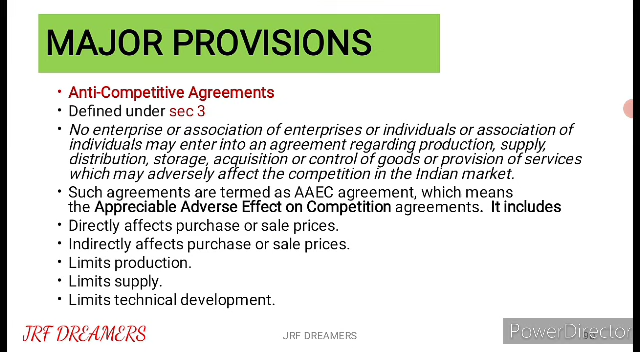 MAJOR PROVISIONS
• Anti-Competitive Agreements
• Defined under sec 3
• No enterprise or association of enterprises or individuals or association of
individuals may enter into an agreement regarding production, supply,
distribution, storage, acquisition or control of goods or provision of services
which may adversely affect the competition in the Indian market.
• Such agreements are termed as AAEC agreement, which means
the Appreciable Adverse Effect on Competition agreements. It includes
• Directly affects purchase or sale prices.
• Indirectly affects purchase or sale prices.
• Limits production.
• Limits supply.
• Limits technical development.
JRF DREAMERS
JRF DREAMERS
PowerDirector